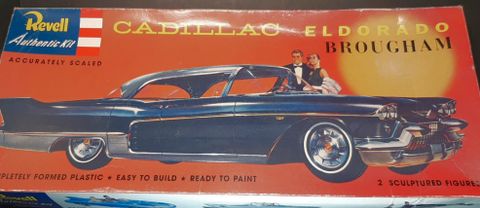 Revell
Authentic Kit
ACCURATELY SCALED
CADILLAC ELDORADO
BROUGHAM
PLETELY FORMED PLASTIC ★ EASY TO BUILD ★ READY TO PAINT
2 SCULPTURED FIGURES